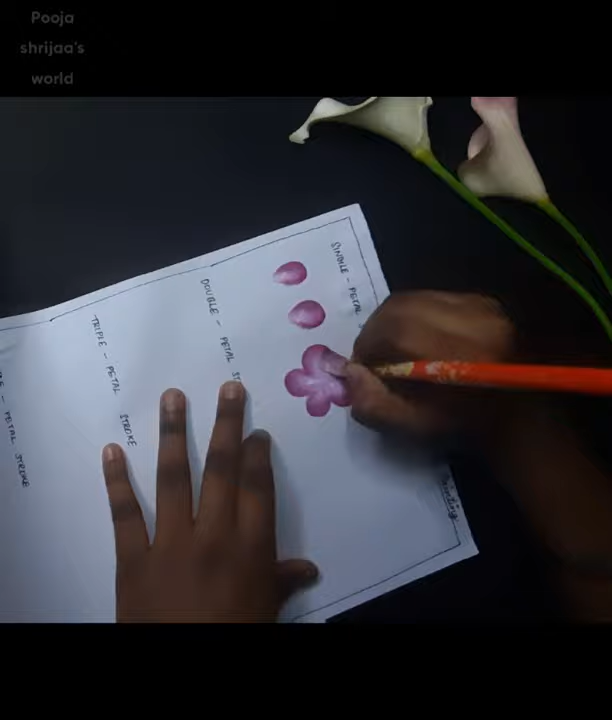 Pooja
shrijaa's
world
SINGLE - PETAL
DOUBLE - PETAL
TRIPLE - PETAL STROKE
- PETAL STROKE